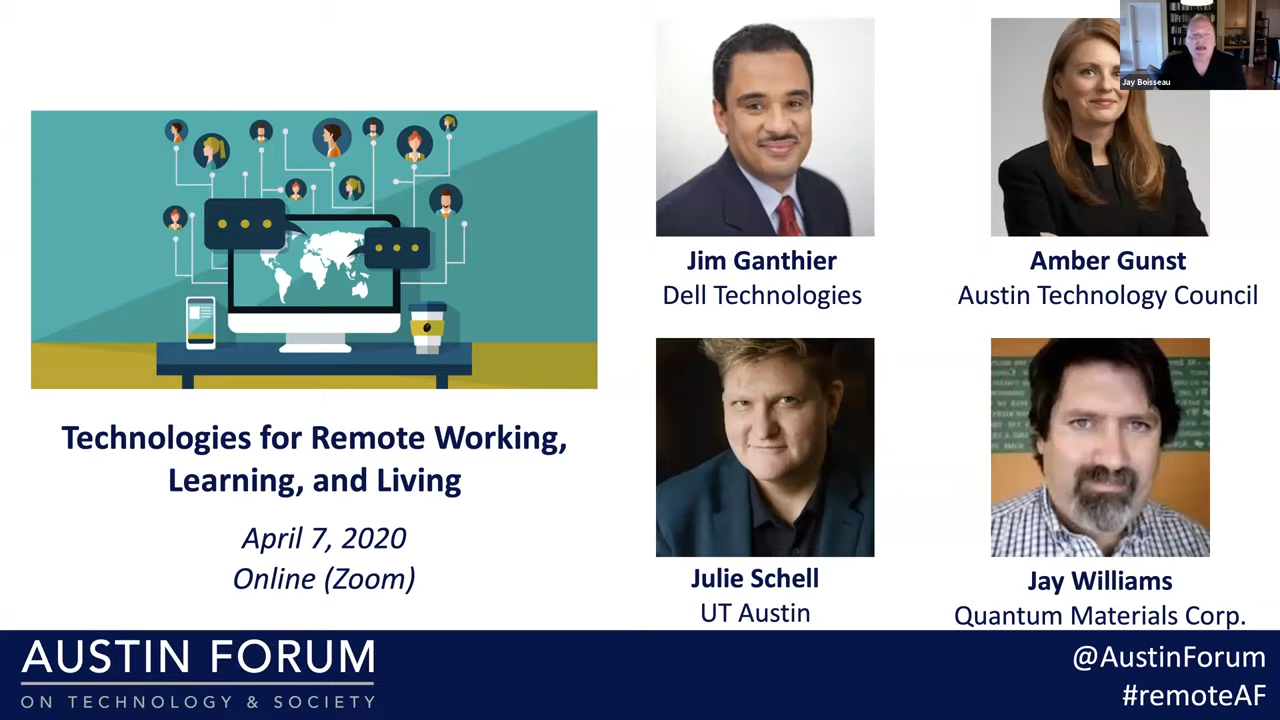 Jay Boisseau
Jim Ganthier
Dell Technologies
Amber Gunst
Austin Technology Council
Technologies for Remote Working,
Learning, and Living
April 7, 2020
Online (Zoom)
Julie Schell
UT Austin
Jay Williams
Quantum Materials Corp.
AUSTIN FORUM
ON TECHNOLOGY & SOCIETY
@AustinForum
#remoteAF